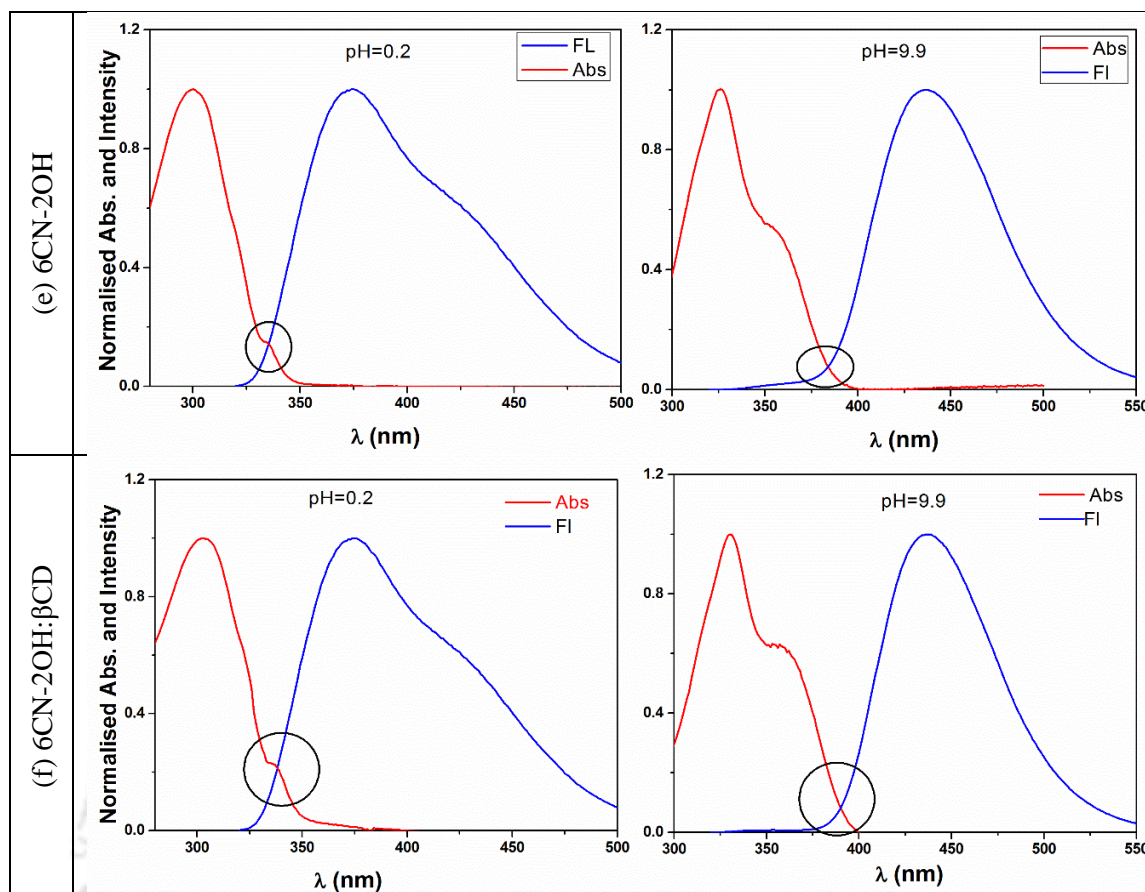 (e) 6CN-2OH
Normalised Abs. and Intensity
1.2
0.8
0.4
0.0
pH=0.2
FL
Abs
300 350 400 450 500
λ (nm)
1.2
0.8
0.4
0.0
pH=9.9
Abs
Fl
300 350 400 450 500 550
λ (nm)
(f) 6CN-2OH:βCD
Normalised Abs. and Intensity
1.2
0.8
0.4
0.0
pH=0.2
Abs
Fl
300 350 400 450 500
λ (nm)
1.2
0.8
0.4
0.0
pH=9.9
Abs
Fl
300 350 400 450 500 550
λ (nm)